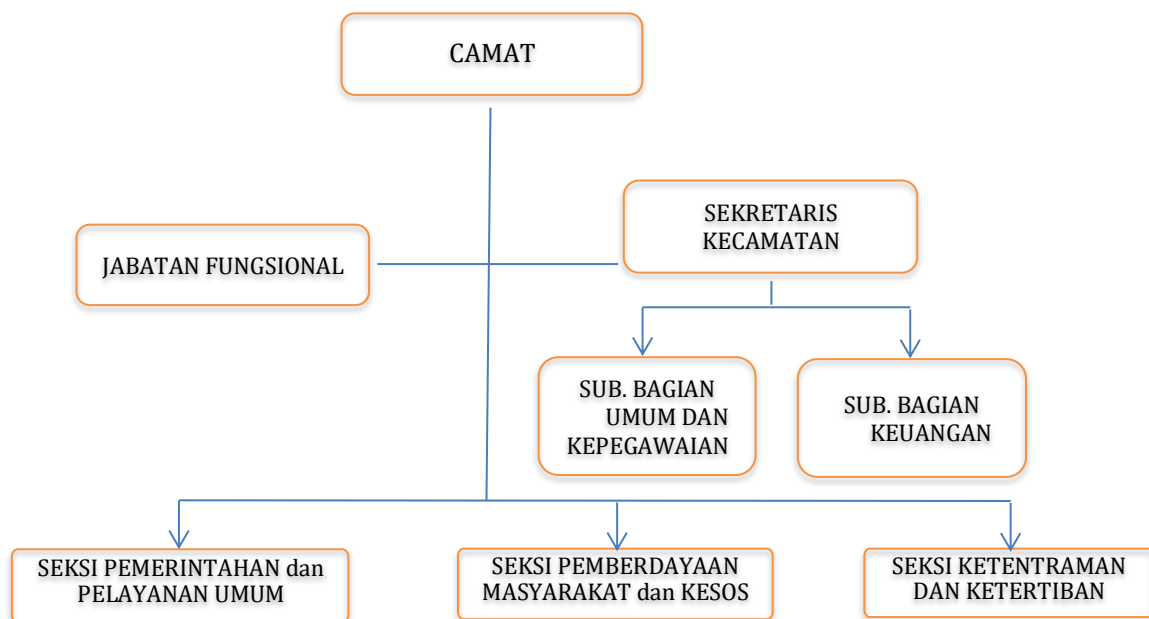 CAMAT
SEKRETARIS
KECAMATAN
JABATAN FUNGSIONAL
SUB. BAGIAN
UMUM DAN
KEPEGAWAIAN
SUB. BAGIAN
KEUANGAN
SEKSI PEMERINTAHAN dan
PELAYANAN UMUM
SEKSI PEMBERDAYAAN
MASYARAKAT dan KESOS
SEKSI KETENTRAMAN
DAN KETERTIBAN